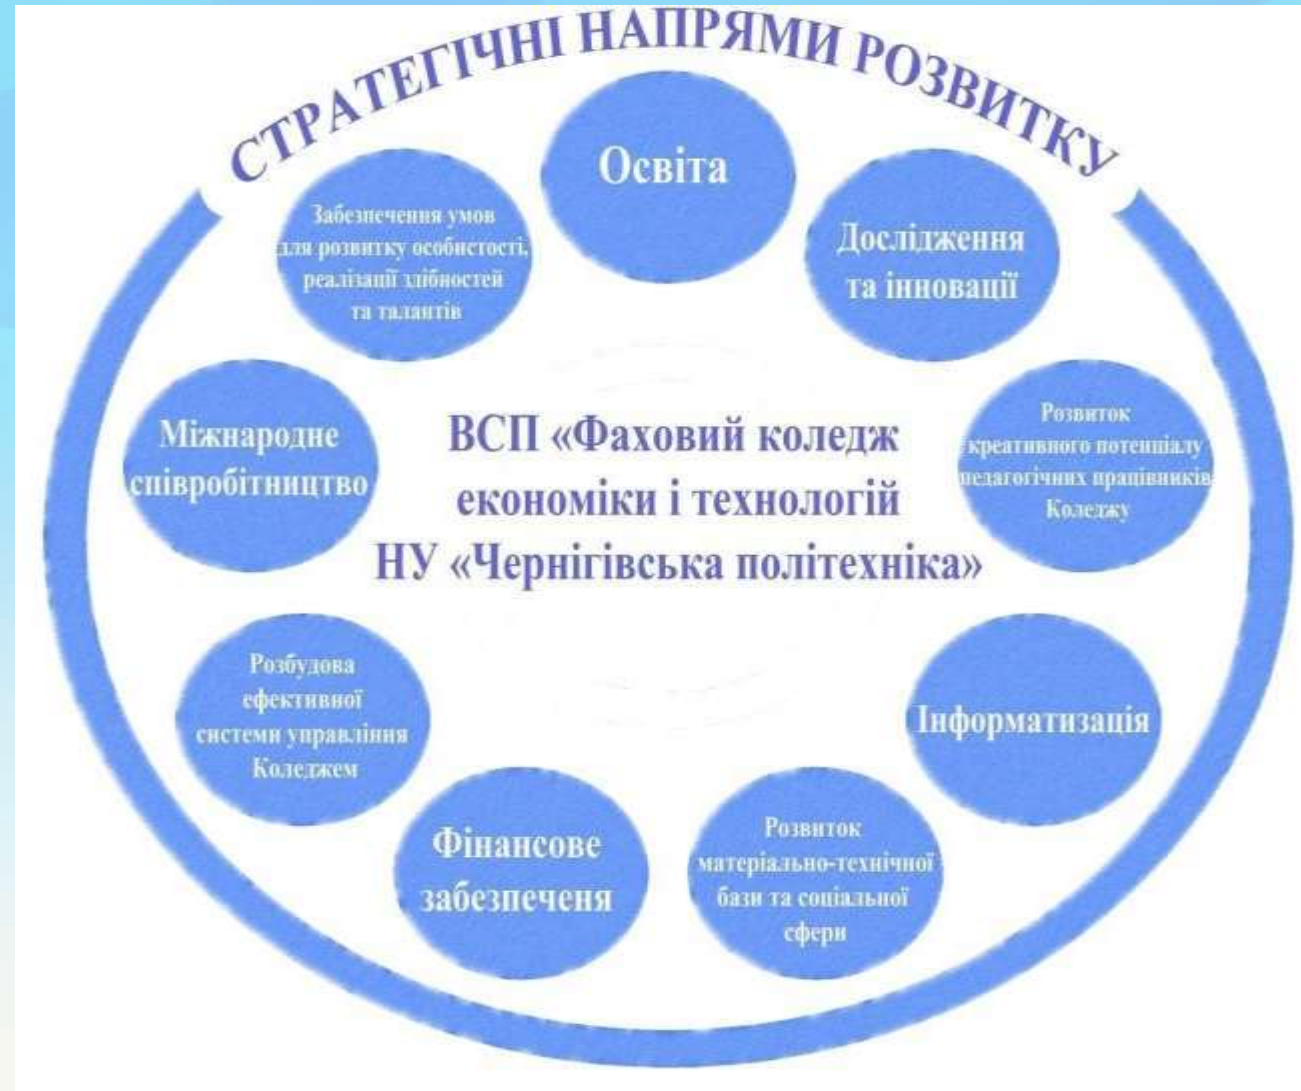 СТРАТЕГІЧНІ НАПРЯМИ РОЗВИТКУ
Освіта
Дослідження
та інновації
Розвиток
креативного потенціалу
педагогічних працівників
Коледжу
Інформатизація
Розвиток
матеріально-технічної
бази та соціальної
сфери
Фінансове
забезпеченя
Розбудова
ефективної
системи управління
Коледжем
Міжнародне
співробітництво
Забезпечення умов
для розвитку особистості,
реалізації здібностей
та талантів
ВСП «Фаховий коледж
економіки і технологій
НУ «Чернігівська політехніка»